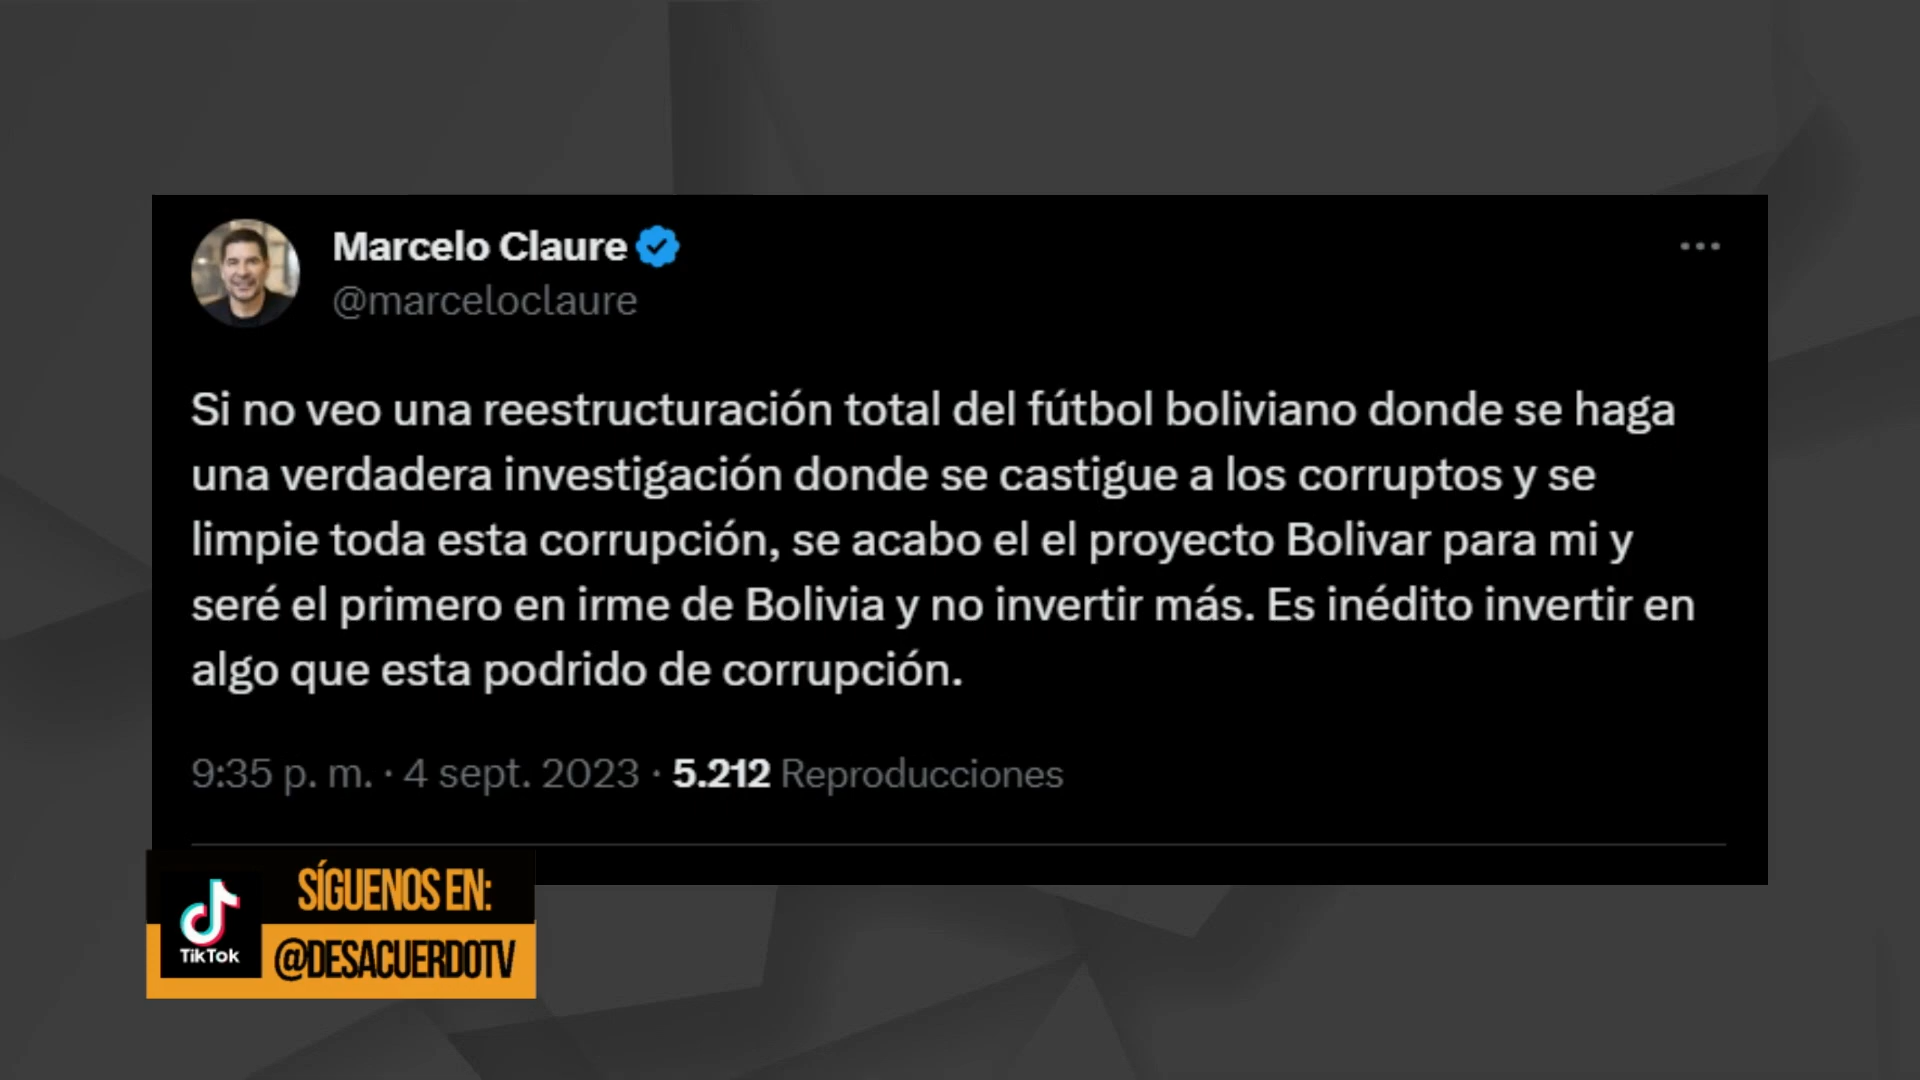 Marcelo Claure
@marceloclaure
Si no veo una reestructuración total del fútbol boliviano donde se haga
una verdadera investigación donde se castigue a los corruptos y se
limpie toda esta corrupción, se acabo el el proyecto Bolivar para mi y
seré el primero en irme de Bolivia y no invertir más. Es inédito invertir en
algo que esta podrido de corrupción.
9:35 p. m. · 4 sept. 2023 · 5.212 Reproducciones
SÍGUENOS EN:
TikTok
@DESACUERDOTV